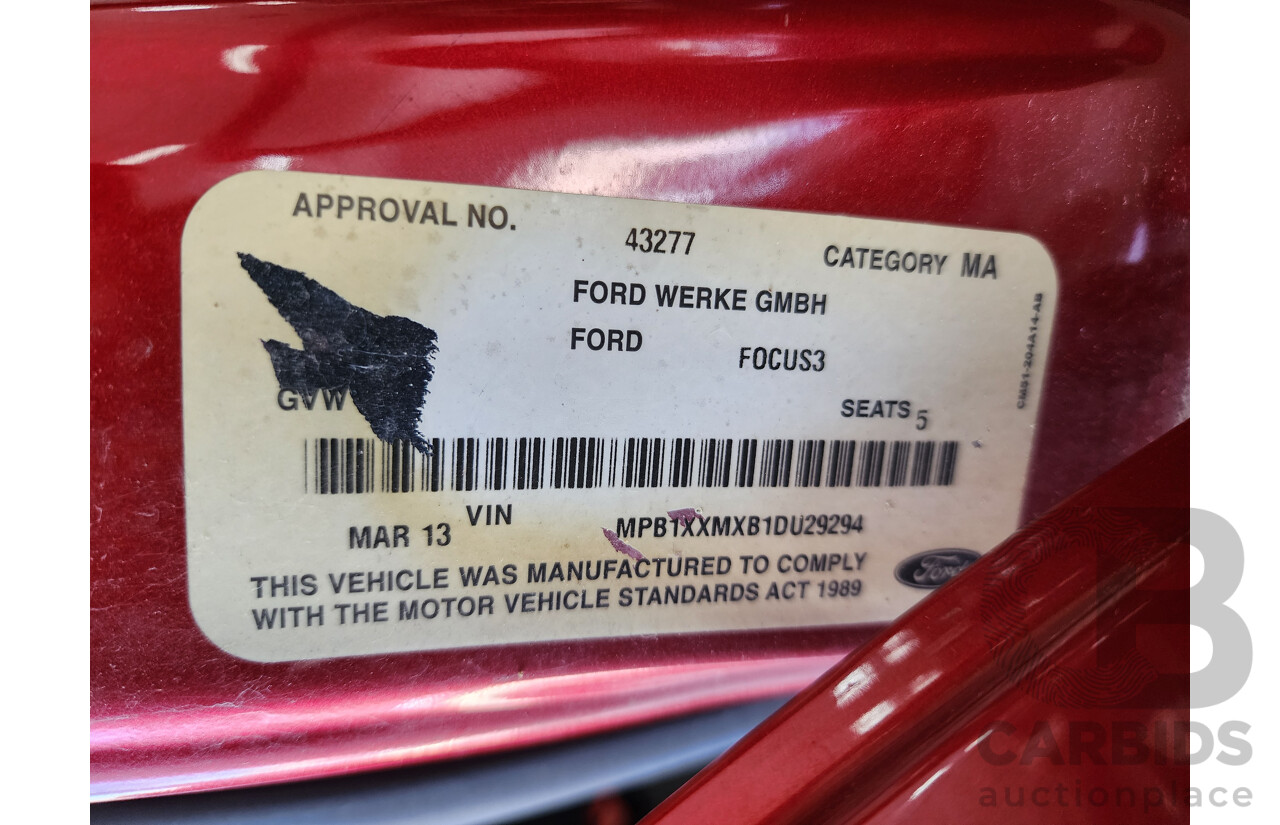 APPROVAL NO. 43277 CATEGORY MA
FORD WERKE GMBH
FORD FOCUS3
GVW SEATS 5
VIN MPB1XXMXB1DU29294
MAR 13
THIS VEHICLE WAS MANUFACTURED TO COMPLY
WITH THE MOTOR VEHICLE STANDARDS ACT 1989
Ford
CB
CARBIDS
auctionplace